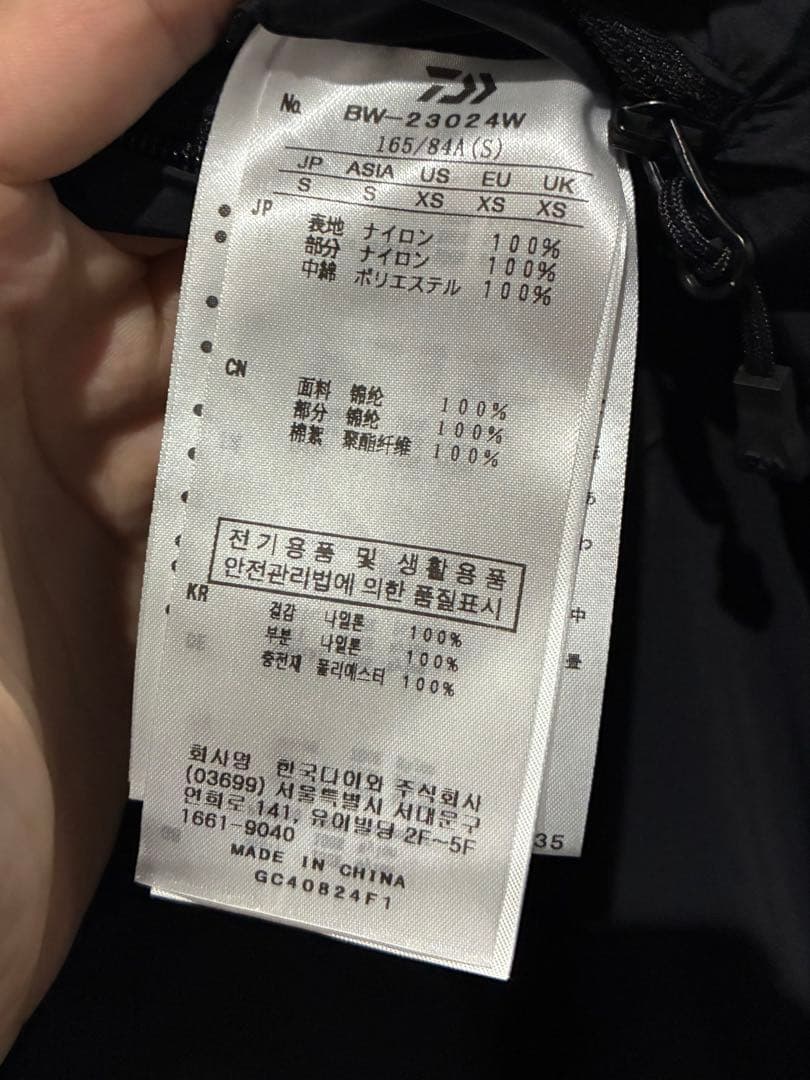 No. BW-23024W
165/84A(S)
JP ASIA US EU UK
S S XS XS XS
JP
表地 ナイロン 100%
部分 ナイロン 100%
中綿 ポリエステル 100%
CN
面料 锦纶 100%
部分 锦纶 100%
棉絮 聚酯纤维 100%
전기용품 및 생활용품
안전관리법에 의한 품질표시
KR
겉감 나일론 100%
부분 나일론 100%
충전재 폴리에스터 100%
회사명 한국다이와 주식회사
(03699) 서울특별시 서대문구
연희로 141, 유이빌딩 2F~5F
1661-9040
MADE IN CHINA
GC40824F1
中
畳
35